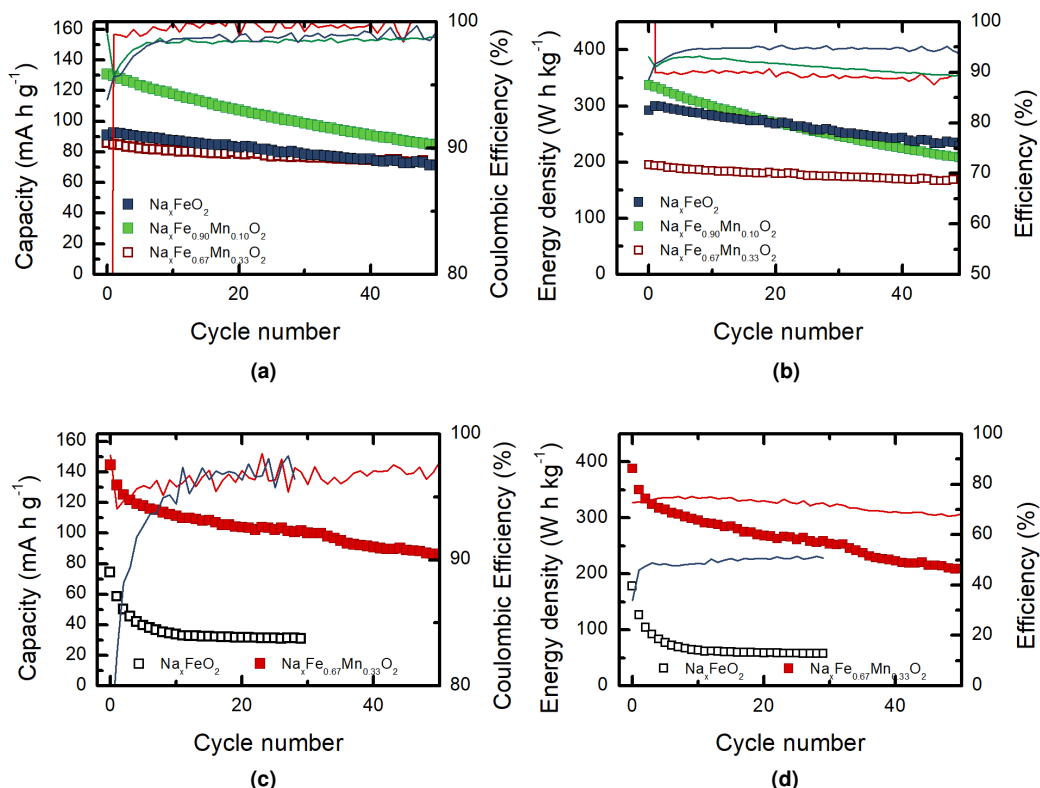 Capacity (mA h g⁻¹)
160
140
120
100
80
60
40
20
0
NaₓFeO₂
NaₓFe₀.₉₀Mn₀.₁₀O₂
NaₓFe₀.₆₇Mn₀.₃₃O₂
0
20
40
Cycle number
100
90
80
Coulombic Efficiency (%)
(a)
Energy density (W h kg⁻¹)
400
300
200
100
0
NaₓFeO₂
NaₓFe₀.₉₀Mn₀.₁₀O₂
NaₓFe₀.₆₇Mn₀.₃₃O₂
0
20
40
Cycle number
100
90
80
70
60
50
Efficiency (%)
(b)
Capacity (mA h g⁻¹)
160
140
120
100
80
60
40
20
0
NaₓFeO₂
NaₓFe₀.₆₇Mn₀.₃₃O₂
0
20
40
Cycle number
100
90
80
Coulombic Efficiency (%)
(c)
Energy density (W h kg⁻¹)
400
300
200
100
0
NaₓFeO₂
NaₓFe₀.₆₇Mn₀.₃₃O₂
0
20
40
Cycle number
100
80
60
40
20
0
Efficiency (%)
(d)